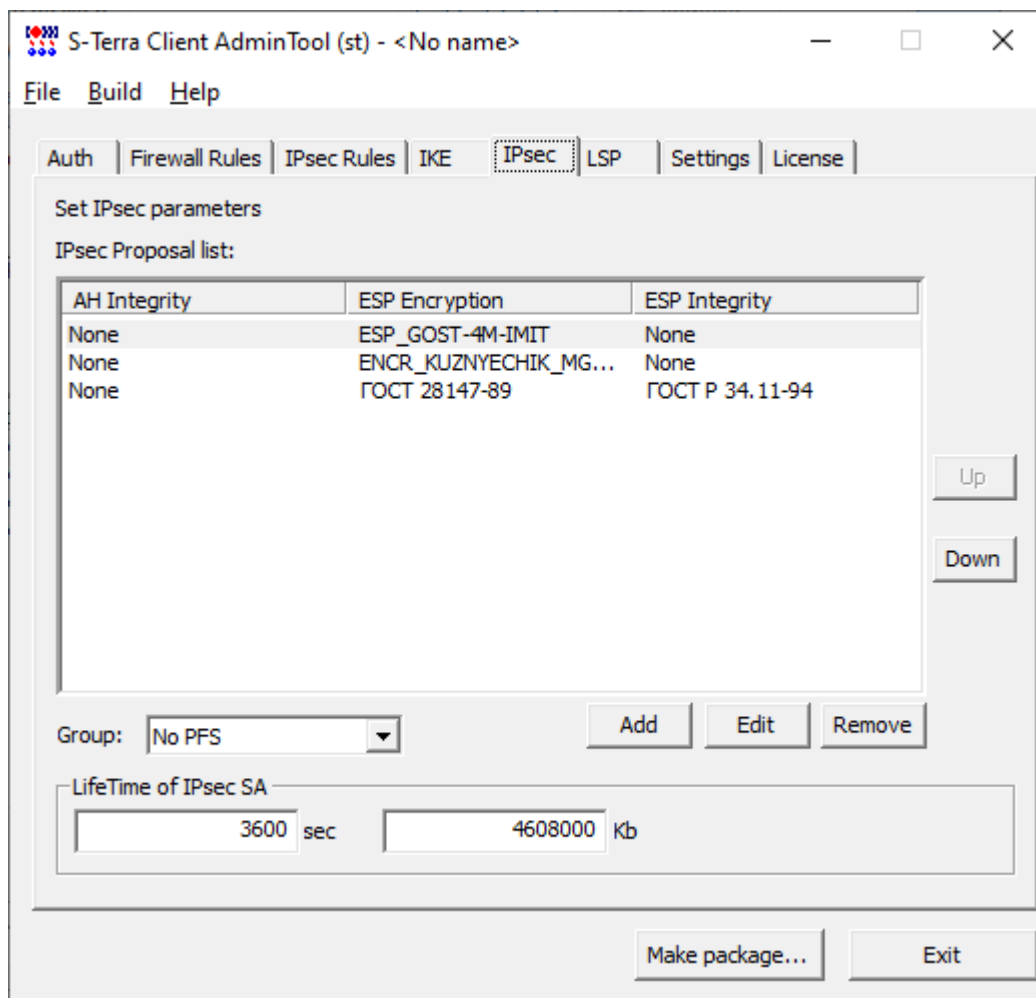 S-Terra Client AdminTool (st) - <No name>
File Build Help
Auth Firewall Rules IPsec Rules IKE IPsec LSP Settings License
Set IPsec parameters
IPsec Proposal list:
AH Integrity ESP Encryption ESP Integrity
None ESP_GOST-4M-IMIT None
None ENCR_KUZNYECHIK_MG... None
None ГОСТ 28147-89 ГОСТ Р 34.11-94
Up
Down
Add Edit Remove
Group: No PFS
LifeTime of IPsec SA
3600 sec 4608000 Kb
Make package... Exit